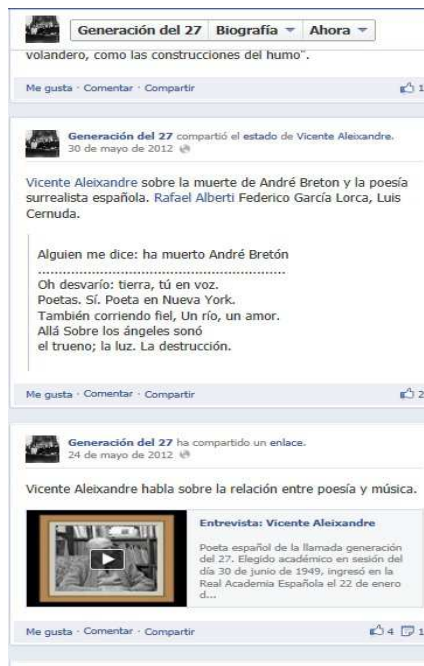 Generación del 27 Biografía Ahora
volandero, como las construcciones del humo".
Me gusta · Comentar · Compartir 1
Generación del 27 compartió el estado de Vicente Aleixandre.
30 de mayo de 2012
Vicente Aleixandre sobre la muerte de André Breton y la poesía
surrealista española. Rafael Alberti Federico García Lorca, Luis
Cernuda.
Alguien me dice: ha muerto André Bretón
..............................................................
Oh desvarío: tierra, tú en voz.
Poetas. Sí. Poeta en Nueva York.
También corriendo fiel, Un río, un amor.
Allá Sobre los ángeles sonó
el trueno; la luz. La destrucción.
Me gusta · Comentar · Compartir 2
Generación del 27 ha compartido un enlace.
24 de mayo de 2012
Vicente Aleixandre habla sobre la relación entre poesía y música.
Entrevista: Vicente Aleixandre
Poeta español de la llamada generación
del 27. Elegido académico en sesión del
día 30 de junio de 1949, ingresó en la
Real Academia Española el 22 de enero
d...
Me gusta · Comentar · Compartir 4 1